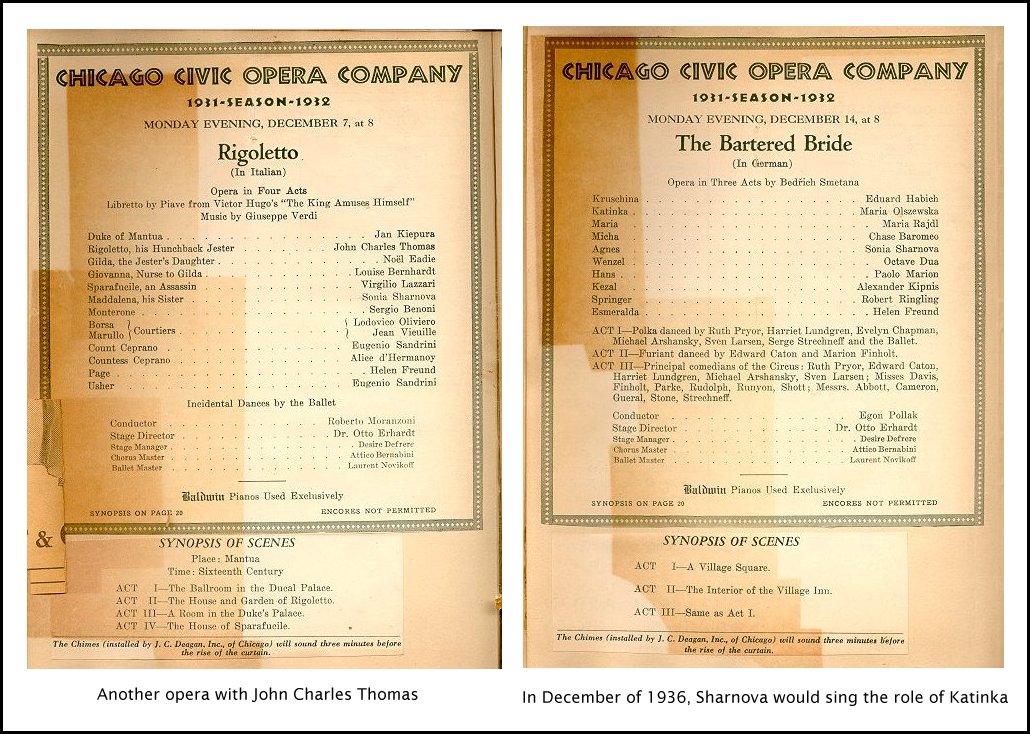 CHICAGO CIVIC OPERA COMPANY
1931-SEASON-1932
MONDAY EVENING, DECEMBER 7, at 8
Rigoletto
(In Italian)
Opera in Four Acts
Libretto by Piave from Victor Hugo's "The King Amuses Himself"
Music by Giuseppe Verdi
Duke of Mantua . . . . . Jan Kiepura
Rigoletto, his Hunchback Jester . . . . . John Charles Thomas
Gilda, the Jester's Daughter . . . . . Noël Eadie
Giovanna, Nurse to Gilda . . . . . Louise Bernhardt
Sparafucile, an Assassin . . . . . Virgilio Lazzari
Maddalena, his Sister . . . . . Sonia Sharnova
Monterone . . . . . Sergio Benoni
Borsa } Courtiers . . . . . { Lodovico Oliviero
Marullo } { Jean Vieuille
Count Ceprano . . . . . Eugenio Sandrini
Countess Ceprano . . . . . Alice d'Hermanoy
Page . . . . . Helen Freund
Usher . . . . . Eugenio Sandrini
Incidental Dances by the Ballet
Conductor . . . . . Roberto Moranzoni
Stage Director . . . . . Dr. Otto Erhardt
Stage Manager . . . . . Desire Defrere
Chorus Master . . . . . Attico Bernabini
Ballet Master . . . . . Laurent Novikoff
Baldwin Pianos Used Exclusively
SYNOPSIS ON PAGE 20 ENCORES NOT PERMITTED
&
SYNOPSIS OF SCENES
Place: Mantua
Time: Sixteenth Century
ACT I—The Ballroom in the Ducal Palace.
ACT II—The House and Garden of Rigoletto.
ACT III—A Room in the Duke's Palace.
ACT IV—The House of Sparafucile.
The Chimes (installed by J. C. Deagan, Inc., of Chicago) will sound three minutes before
the rise of the curtain.
Another opera with John Charles Thomas
CHICAGO CIVIC OPERA COMPANY
1931-SEASON-1932
MONDAY EVENING, DECEMBER 14, at 8
The Bartered Bride
(In German)
Opera in Three Acts by Bedřich Smetana
Kruschina . . . . . Eduard Habich
Katinka . . . . . Maria Olszewska
Maria . . . . . Maria Rajdl
Micha . . . . . Chase Baromeo
Agnes . . . . . Sonia Sharnova
Wenzel . . . . . Octave Dua
Hans . . . . . Paolo Marion
Kezal . . . . . Alexander Kipnis
Springer . . . . . Robert Ringling
Esmeralda . . . . . Helen Freund
ACT I—Polka danced by Ruth Pryor, Harriet Lundgren, Evelyn Chapman,
Michael Arshansky, Sven Larsen, Serge Strechneff and the Ballet.
ACT II—Furiant danced by Edward Caton and Marion Finholt.
ACT III—Principal comedians of the Circus: Ruth Pryor, Edward Caton,
Harriet Lundgren, Michael Arshansky, Sven Larsen; Misses Davis,
Finholt, Parke, Rudolph, Runyon, Shott; Messrs. Abbott, Cameron,
Gueral, Stone, Strechneff.
Conductor . . . . . Egon Pollak
Stage Director . . . . . Dr. Otto Erhardt
Stage Manager . . . . . Desire Defrere
Chorus Master . . . . . Attico Bernabini
Ballet Master . . . . . Laurent Novikoff
Baldwin Pianos Used Exclusively
SYNOPSIS ON PAGE 20 ENCORES NOT PERMITTED
SYNOPSIS OF SCENES
ACT I—A Village Square.
ACT II—The Interior of the Village Inn.
ACT III—Same as Act I.
The Chimes (installed by J. C. Deagan, Inc., of Chicago) will sound three minutes before
the rise of the curtain.
In December of 1936, Sharnova would sing the role of Katinka